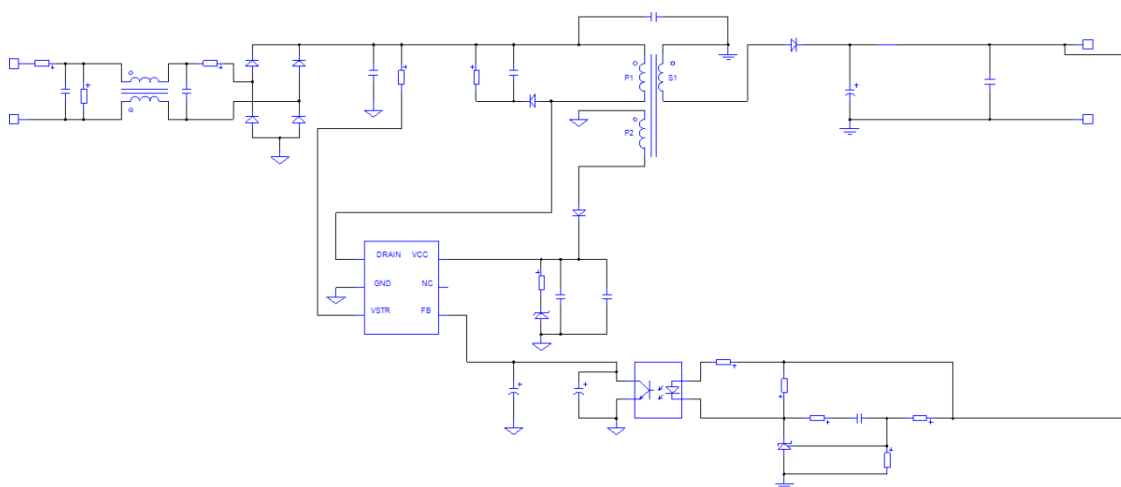 P1
S1
P2
DRAIN VCC
GND NC
VSTR FB